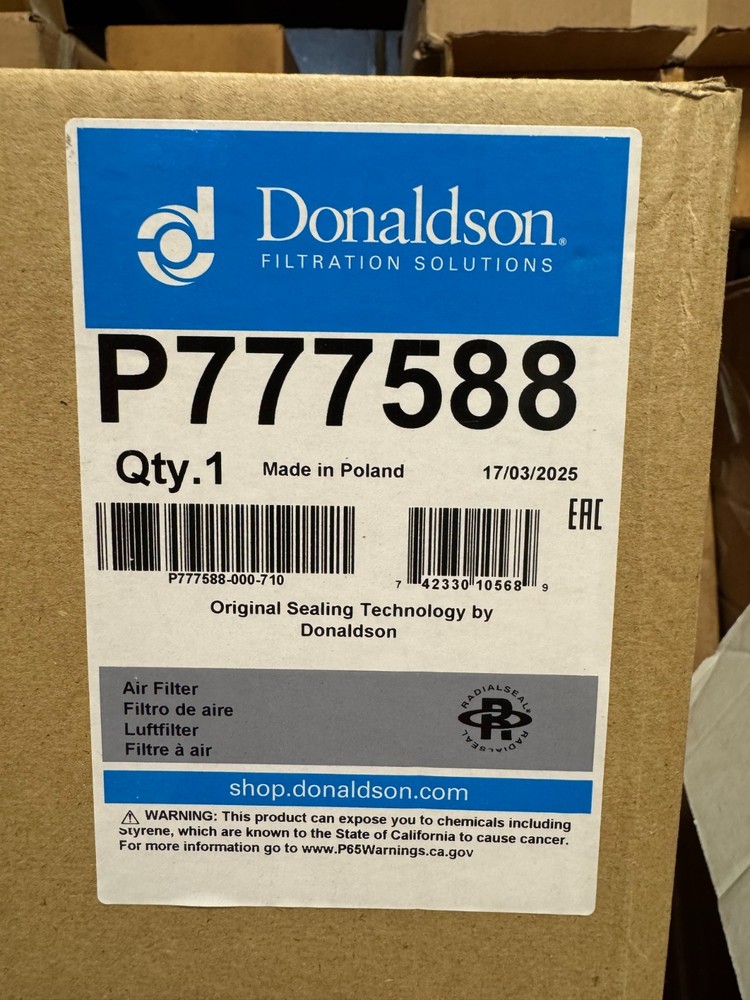 Donaldson®
FILTRATION SOLUTIONS
P777588
Qty.1 Made in Poland 17/03/2025
EAC
P777588-000-710
7 42330 10568 9
Original Sealing Technology by
Donaldson
Air Filter
Filtro de aire
Luftfilter
Filtre à air
RADIALSEAL®
RADIALSEAL
RADIALSEAL
shop.donaldson.com
⚠ WARNING: This product can expose you to chemicals including
Styrene, which are known to the State of California to cause cancer.
For more information go to www.P65Warnings.ca.gov